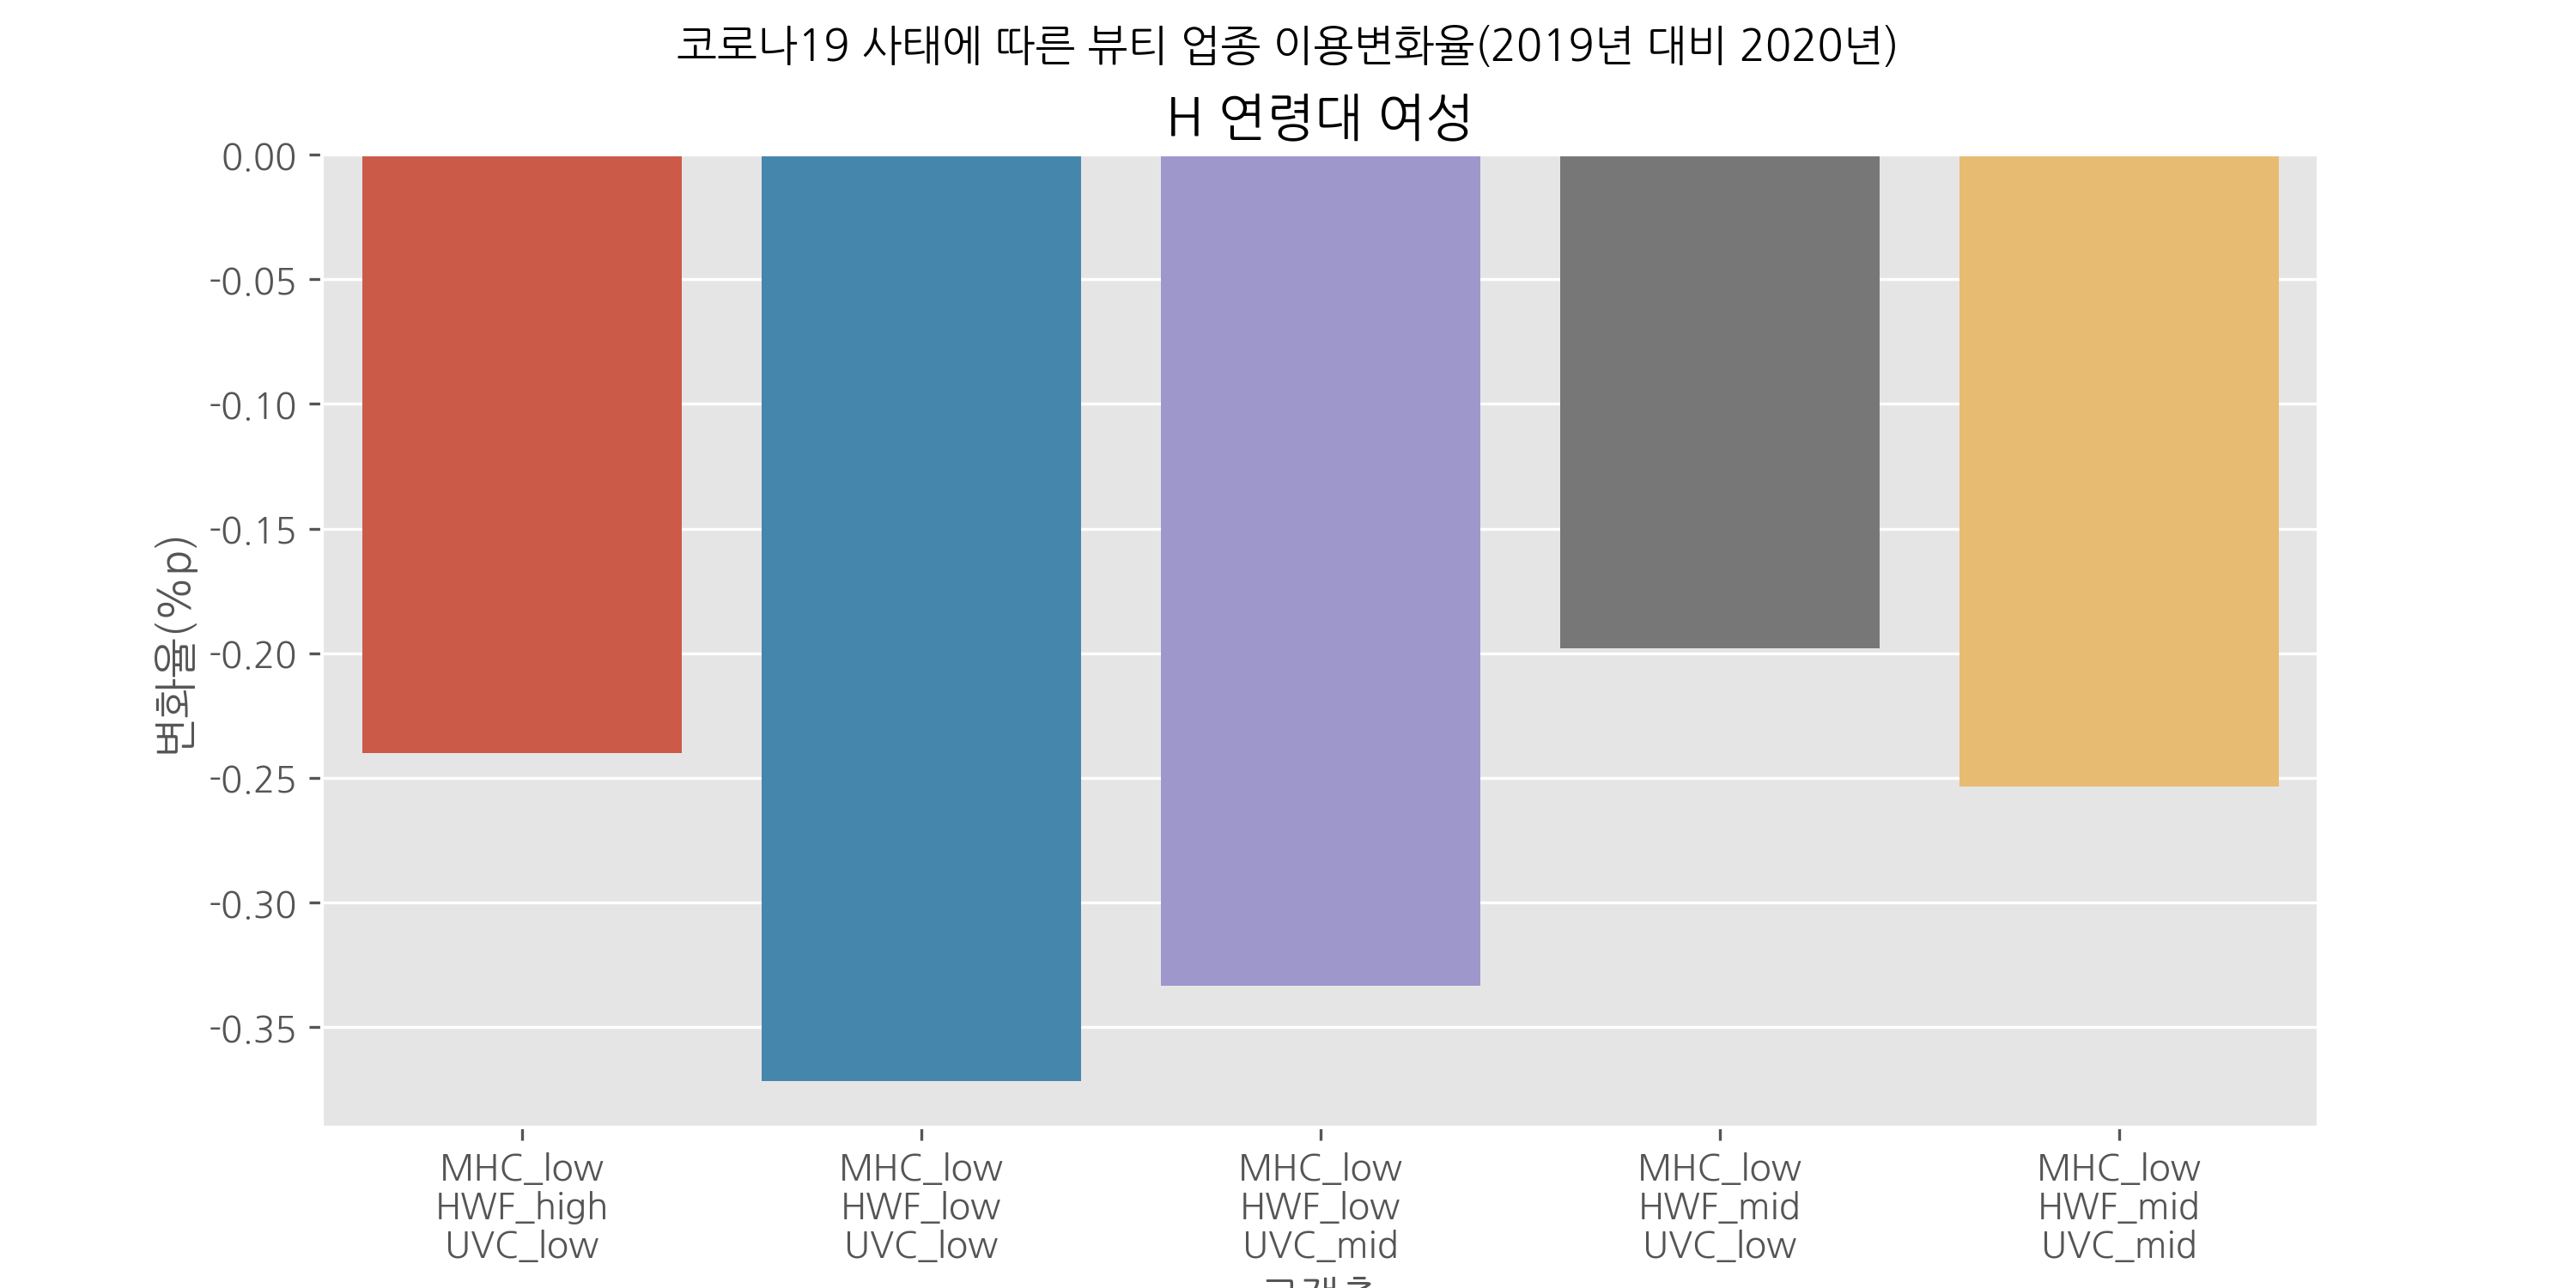 코로나19 사태에 따른 뷰티 업종 이용변화율(2019년 대비 2020년)
H 연령대 여성
0.00
-0.05
-0.10
-0.15
-0.20
-0.25
-0.30
-0.35
변화율(%p)
MHC_low
HWF_high
UVC_low
MHC_low
HWF_low
UVC_low
MHC_low
HWF_low
UVC_mid
MHC_low
HWF_mid
UVC_low
MHC_low
HWF_mid
UVC_mid